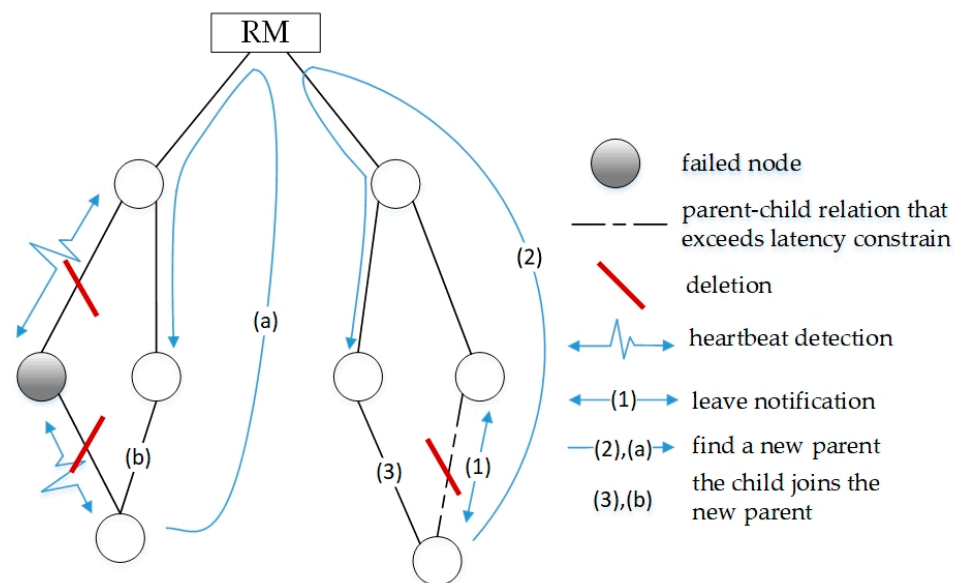 RM
(a)
(b)
(2)
(3)
(1)
failed node
parent-child relation that
exceeds latency constrain
deletion
heartbeat detection
(1) leave notification
(2),(a) find a new parent
(3),(b) the child joins the
new parent